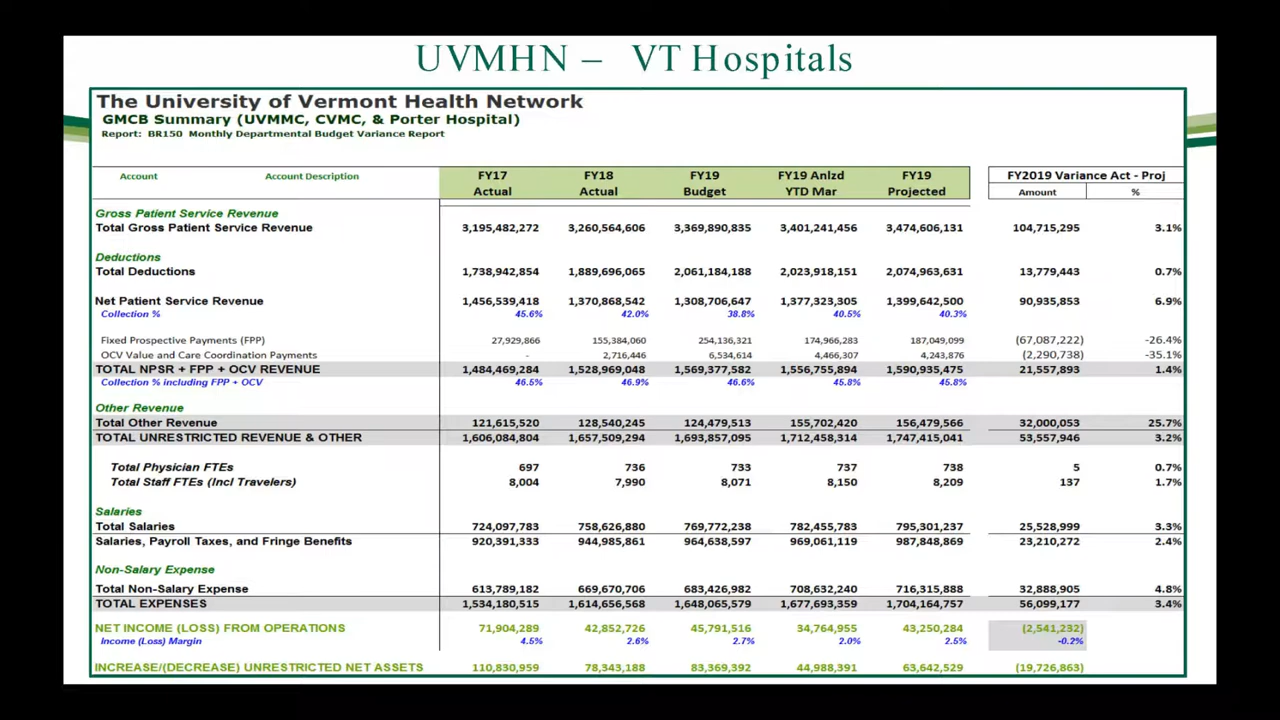 UVMHN – VT Hospitals
The University of Vermont Health Network
GMCB Summary (UVMMC, CVMC, & Porter Hospital)
Report: BR150 Monthly Departmental Budget Variance Report
Account Account Description FY17 Actual FY18 Actual FY19 Budget FY19 Anlzd YTD Mar FY19 Projected FY2019 Variance Act - Proj Amount %
Gross Patient Service Revenue
Total Gross Patient Service Revenue 3,195,482,272 3,260,564,606 3,369,890,835 3,401,241,456 3,474,606,131 104,715,295 3.1%
Deductions
Total Deductions 1,738,942,854 1,889,696,065 2,061,184,188 2,023,918,151 2,074,963,631 13,779,443 0.7%
Net Patient Service Revenue 1,456,539,418 1,370,868,542 1,308,706,647 1,377,323,305 1,399,642,500 90,935,853 6.9%
Collection % 45.6% 42.0% 38.8% 40.5% 40.3%
Fixed Prospective Payments (FPP) 27,929,866 155,384,060 254,136,321 174,966,283 187,049,099 (67,087,222) -26.4%
OCV Value and Care Coordination Payments - 2,716,446 6,534,614 4,466,307 4,243,876 (2,290,738) -35.1%
TOTAL NPSR + FPP + OCV REVENUE 1,484,469,284 1,528,969,048 1,569,377,582 1,556,755,894 1,590,935,475 21,557,893 1.4%
Collection % including FPP + OCV 46.5% 46.9% 46.6% 45.8% 45.8%
Other Revenue
Total Other Revenue 121,615,520 128,540,245 124,479,513 155,702,420 156,479,566 32,000,053 25.7%
TOTAL UNRESTRICTED REVENUE & OTHER 1,606,084,804 1,657,509,294 1,693,857,095 1,712,458,314 1,747,415,041 53,557,946 3.2%
Total Physician FTEs 697 736 733 737 738 5 0.7%
Total Staff FTEs (Incl Travelers) 8,004 7,990 8,071 8,150 8,209 137 1.7%
Salaries
Total Salaries 724,097,783 758,626,880 769,772,238 782,455,783 795,301,237 25,528,999 3.3%
Salaries, Payroll Taxes, and Fringe Benefits 920,391,333 944,985,861 964,638,597 969,061,119 987,848,869 23,210,272 2.4%
Non-Salary Expense
Total Non-Salary Expense 613,789,182 669,670,706 683,426,982 708,632,240 716,315,888 32,888,905 4.8%
TOTAL EXPENSES 1,534,180,515 1,614,656,568 1,648,065,579 1,677,693,359 1,704,164,757 56,099,177 3.4%
NET INCOME (LOSS) FROM OPERATIONS 71,904,289 42,852,726 45,791,516 34,764,955 43,250,284 (2,541,232)
Income (Loss) Margin 4.5% 2.6% 2.7% 2.0% 2.5% -0.2%
INCREASE/(DECREASE) UNRESTRICTED NET ASSETS 110,830,959 78,343,188 83,369,392 44,988,391 63,642,529 (19,726,863)